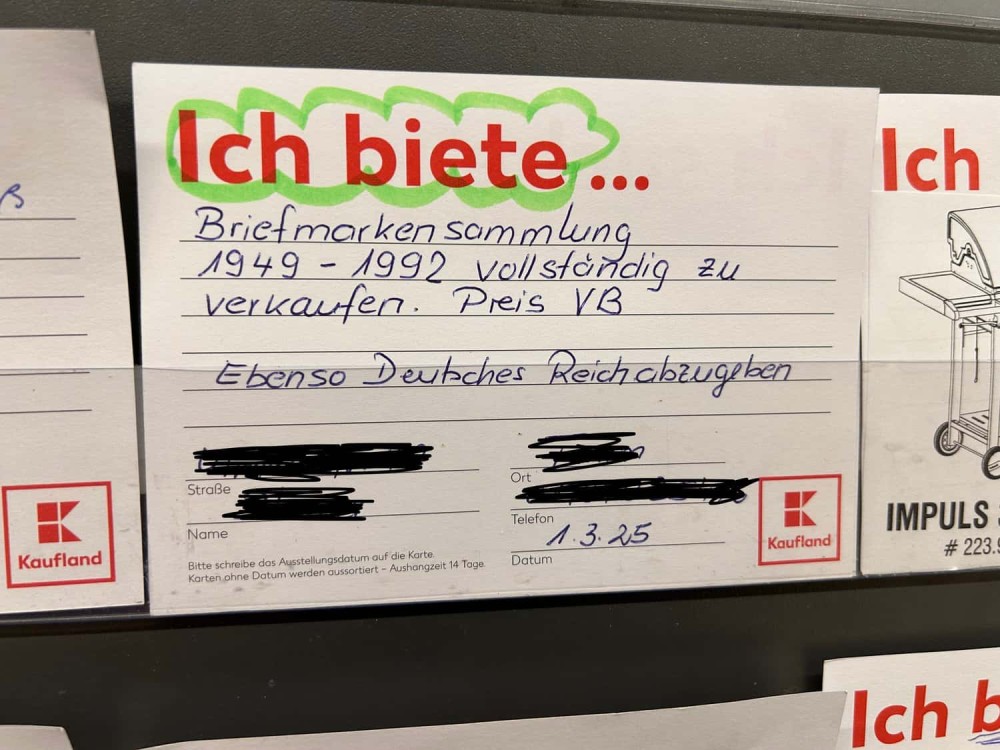 Ich biete...
Briefmarkensammlung
1949 - 1992 vollständig zu
verkaufen. Preis VB
Ebenso Deutsches Reich abzugeben
Straße
Ort
Name
Telefon
1.3.25
Datum
Bitte schreibe das Ausstellungsdatum auf die Karte.
Karten ohne Datum werden aussortiert – Aushangzeit 14 Tage.
K
Kaufland
ß
K
Kaufland
Ich
IMPULS
# 223.9
Ich b